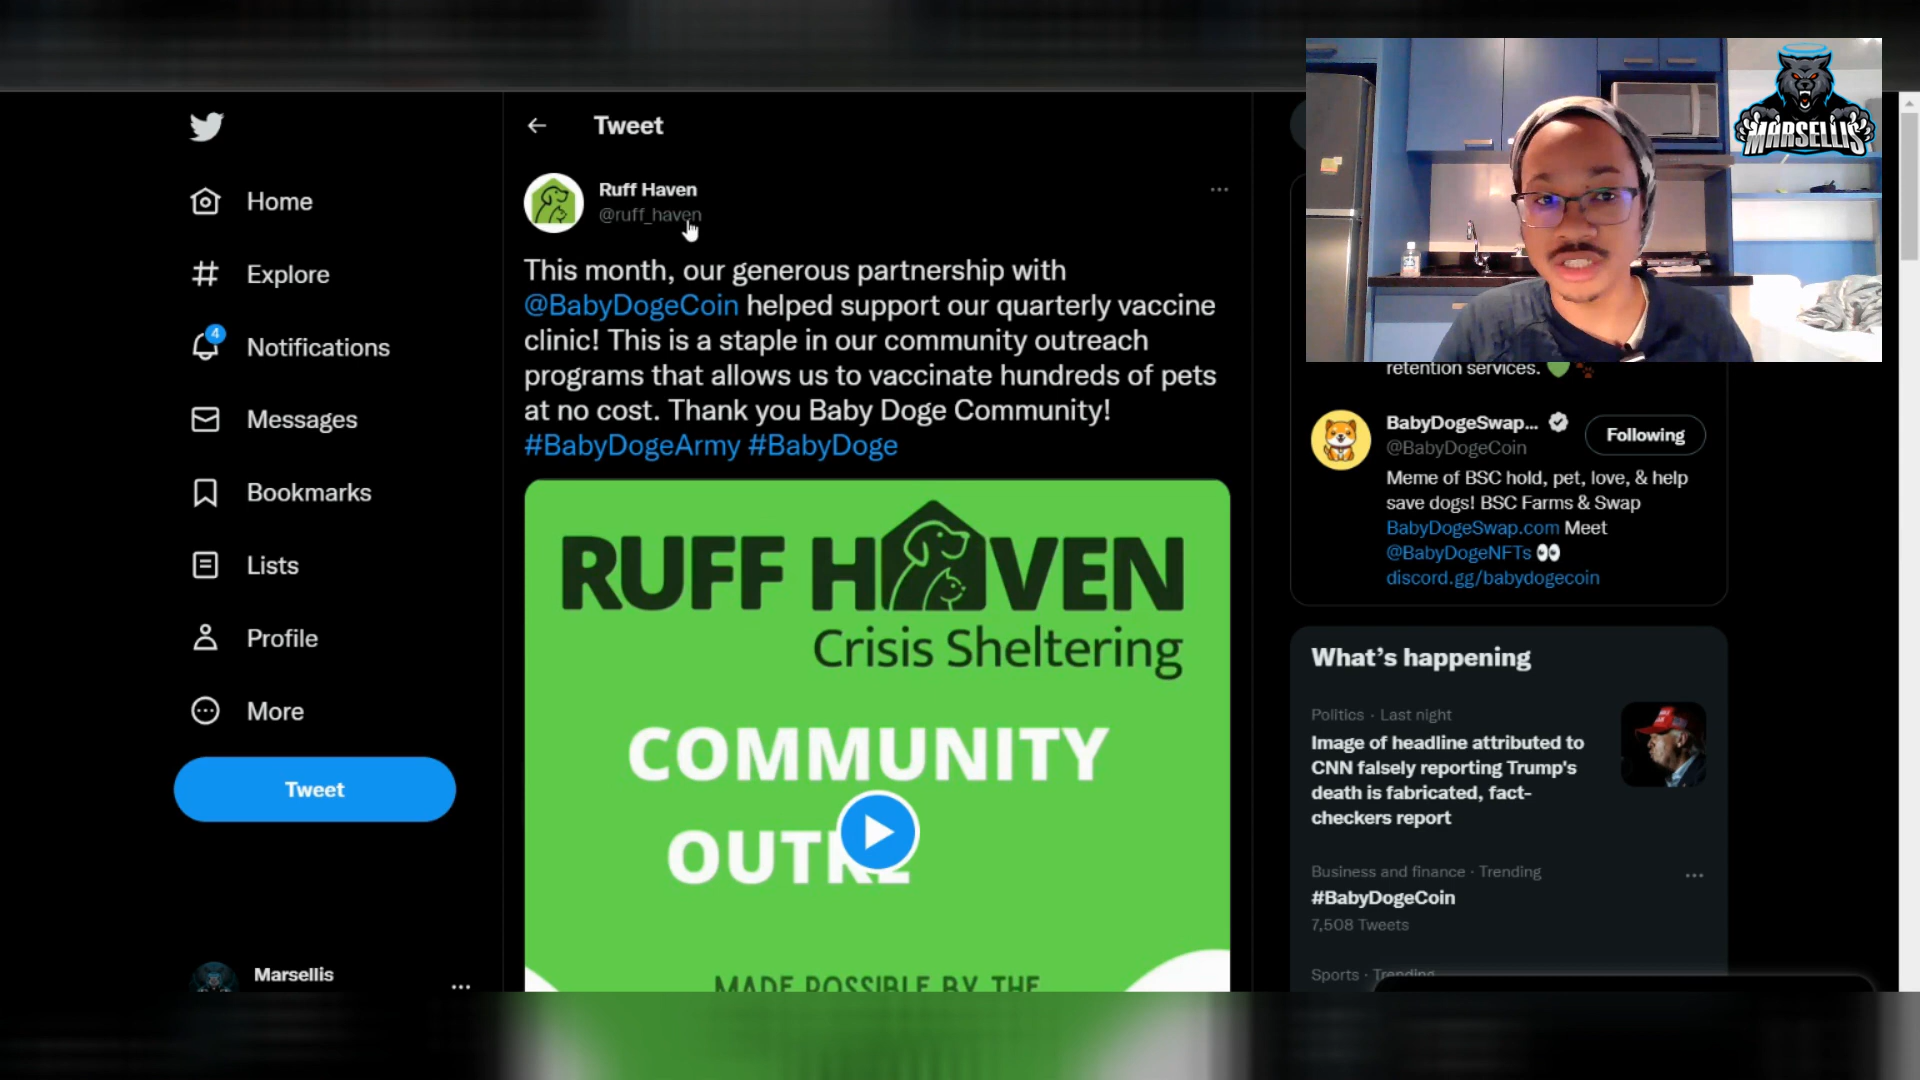 Home
Explore
4
Notifications
Messages
Bookmarks
Lists
Profile
More
Tweet
Marsellis
Tweet
Ruff Haven
@ruff_haven
This month, our generous partnership with
@BabyDogeCoin helped support our quarterly vaccine
clinic! This is a staple in our community outreach
programs that allows us to vaccinate hundreds of pets
at no cost. Thank you Baby Doge Community!
#BabyDogeArmy #BabyDoge
RUFF HAVEN
Crisis Sheltering
COMMUNITY
OUTRE
MADE POSSIBLE BY THE
MARSELLIS
retention services.
BabyDogeSwap...
@BabyDogeCoin
Following
Meme of BSC hold, pet, love, & help
save dogs! BSC Farms & Swap
BabyDogeSwap.com Meet
@BabyDogeNFTs 👀
discord.gg/babydogecoin
What's happening
Politics · Last night
Image of headline attributed to
CNN falsely reporting Trump's
death is fabricated, fact-
checkers report
Business and finance · Trending
#BabyDogeCoin
7,508 Tweets
Sports · Trending